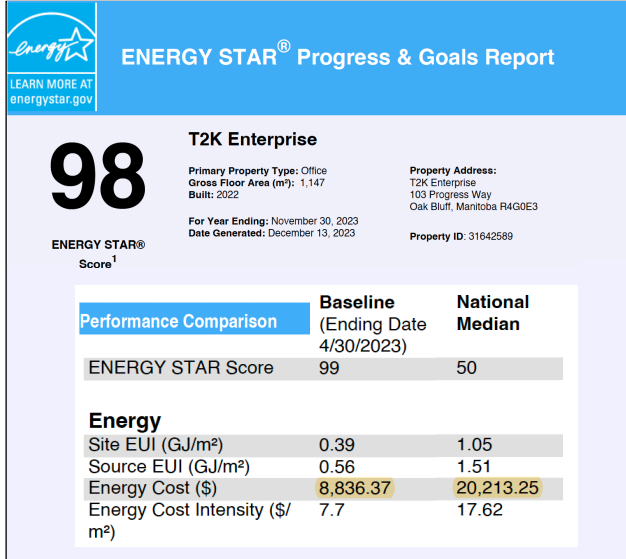 energy
LEARN MORE AT
energystar.gov
ENERGY STAR® Progress & Goals Report
98
ENERGY STAR®
Score1
T2K Enterprise
Primary Property Type: Office
Gross Floor Area (m²): 1,147
Built: 2022
For Year Ending: November 30, 2023
Date Generated: December 13, 2023
Property Address:
T2K Enterprise
103 Progress Way
Oak Bluff, Manitoba R4G0E3
Property ID: 31642589
Performance Comparison
Baseline
(Ending Date
4/30/2023)
National
Median
ENERGY STAR Score 99 50
Energy
Site EUI (GJ/m²) 0.39 1.05
Source EUI (GJ/m²) 0.56 1.51
Energy Cost ($) 8,836.37 20,213.25
Energy Cost Intensity ($/ 7.7 17.62
m²)